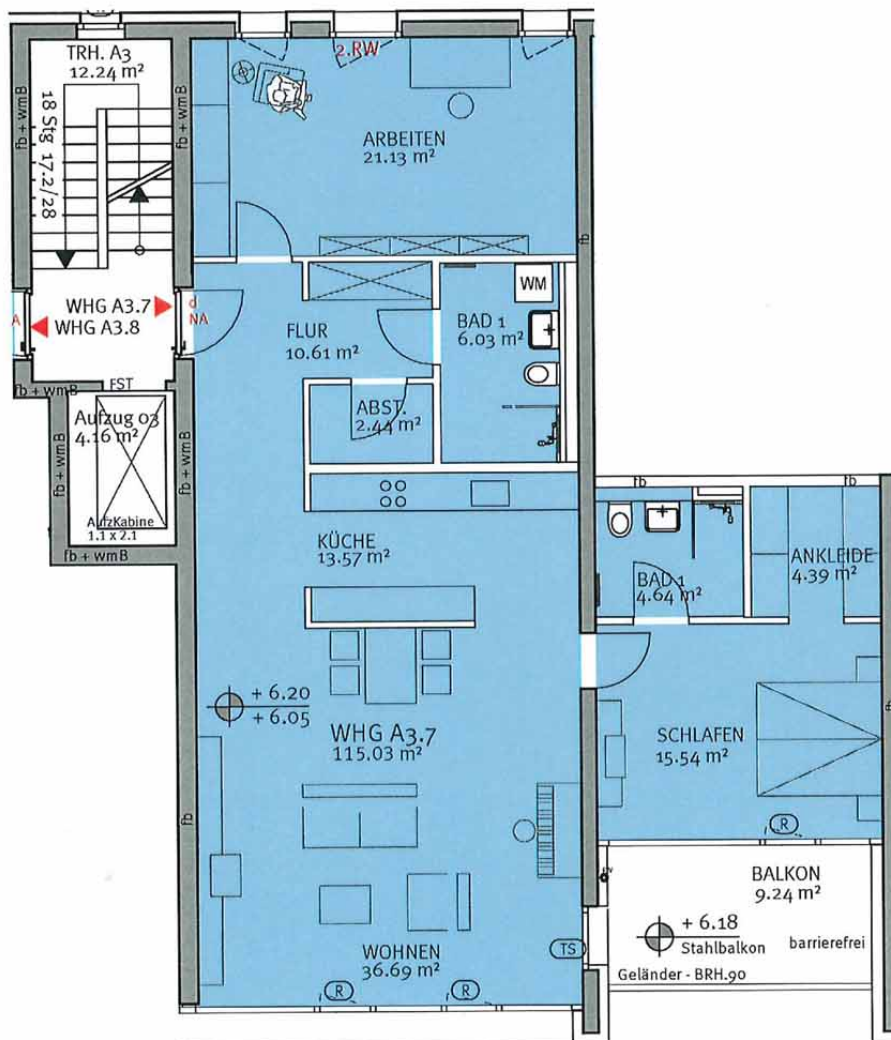 TRH. A3
12.24 m²
18 Stg 17.2/28
fb + wmB
fb + wmB
2.RW
ARBEITEN
21.13 m²
fb
WHG A3.7
WHG A3.8
A
d
NA
FLUR
10.61 m²
BAD 1
6.03 m²
WM
FST
fb + wmB
Aufzug 03
4.16 m²
ABST.
2.44 m²
fb + wmB
fb + wmB
AufzKabine
1.1 x 2.1
fb + wmB
KÜCHE
13.57 m²
fb
fb
BAD 1
4.64 m²
ANKLEIDE
4.39 m²
+ 6.20
+ 6.05
WHG A3.7
115.03 m²
SCHLAFEN
15.54 m²
fb
fb
R
BALKON
9.24 m²
+ 6.18
Stahlbalkon
barrierefrei
Geländer - BRH.90
WOHNEN
36.69 m²
TS
R
R